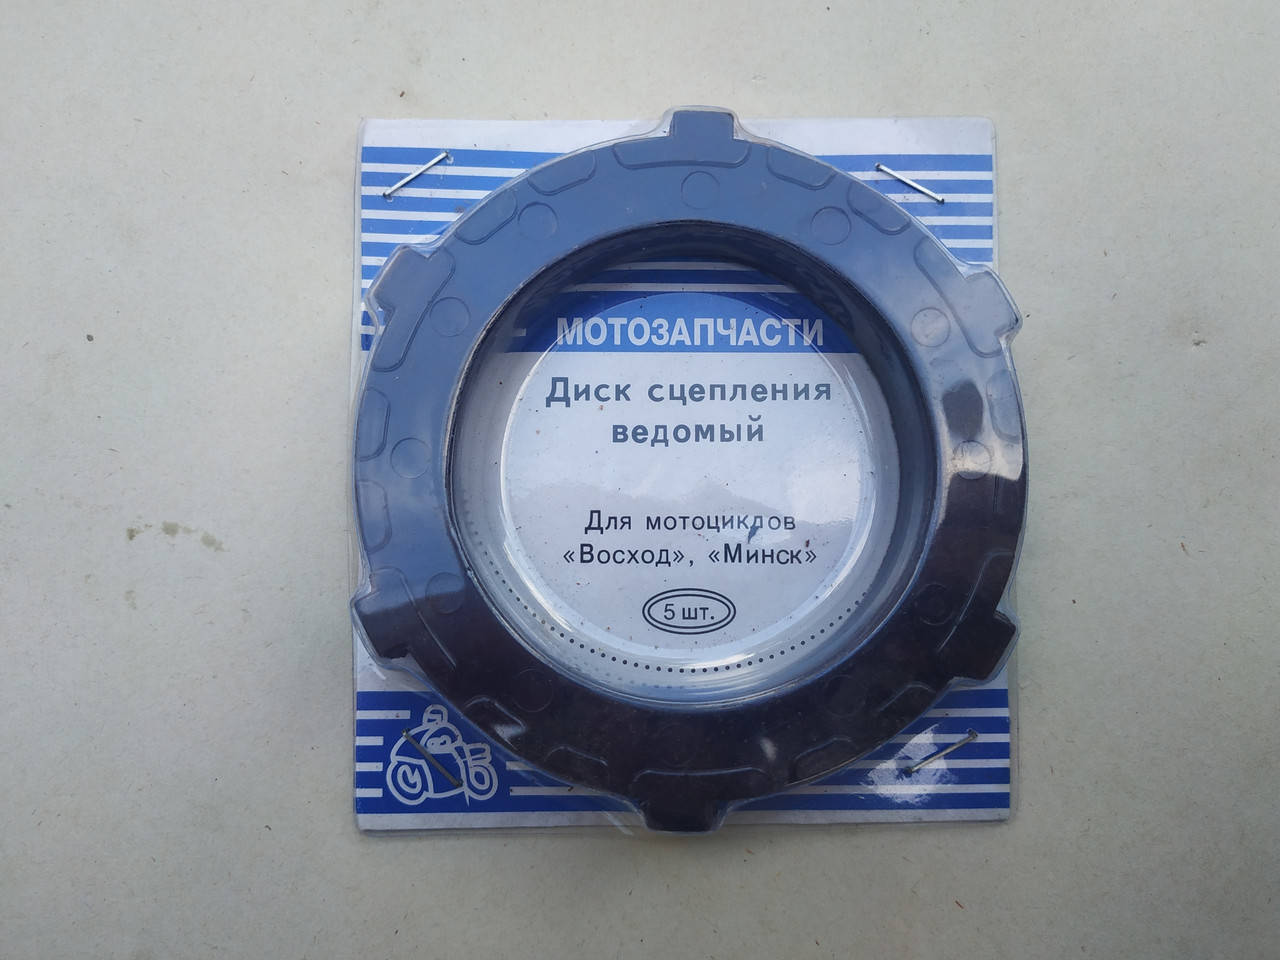 МОТОЗАПЧАСТИ
Диск сцепления
ведомый
Для мотоциклов
«Восход», «Минск»
5 шт.